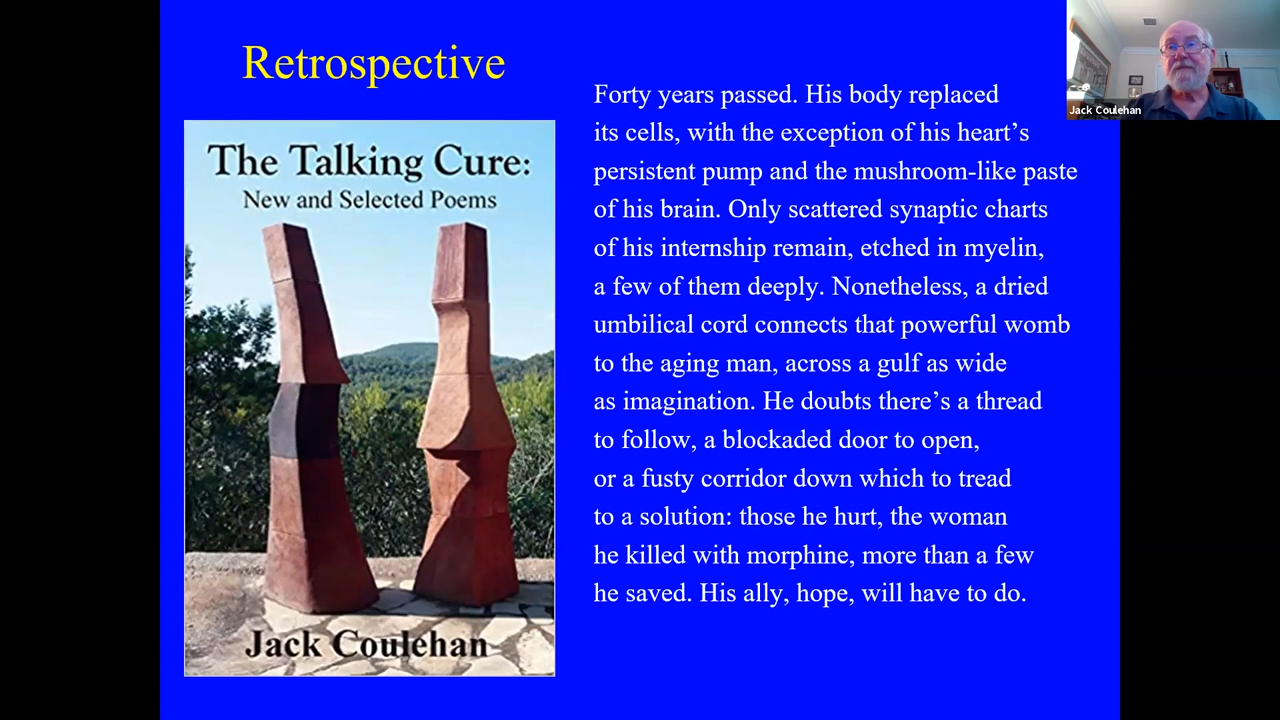 Retrospective
The Talking Cure:
New and Selected Poems
Jack Coulehan
Forty years passed. His body replaced
its cells, with the exception of his heart’s
persistent pump and the mushroom-like paste
of his brain. Only scattered synaptic charts
of his internship remain, etched in myelin,
a few of them deeply. Nonetheless, a dried
umbilical cord connects that powerful womb
to the aging man, across a gulf as wide
as imagination. He doubts there’s a thread
to follow, a blockaded door to open,
or a fusty corridor down which to tread
to a solution: those he hurt, the woman
he killed with morphine, more than a few
he saved. His ally, hope, will have to do.
Jack Coulehan